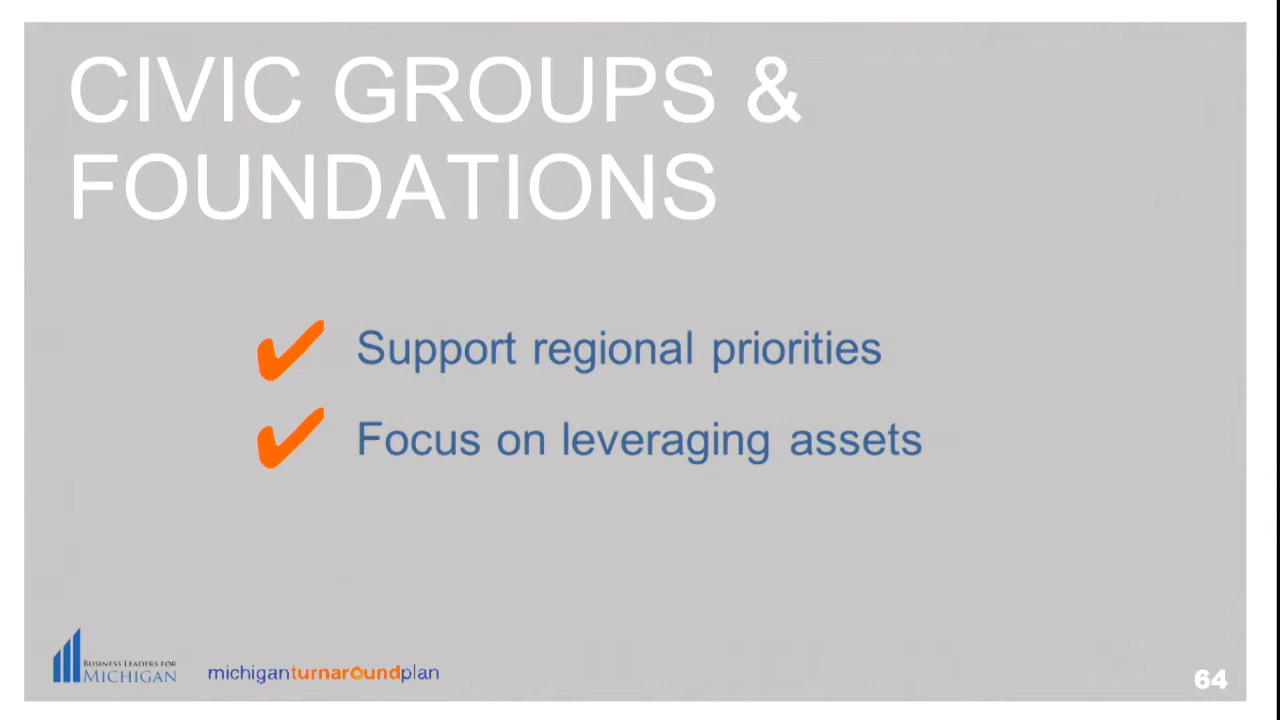 CIVIC GROUPS &
FOUNDATIONS
✔ Support regional priorities
✔ Focus on leveraging assets
BUSINESS LEADERS FOR
MICHIGAN
michiganturnaroundplan
64